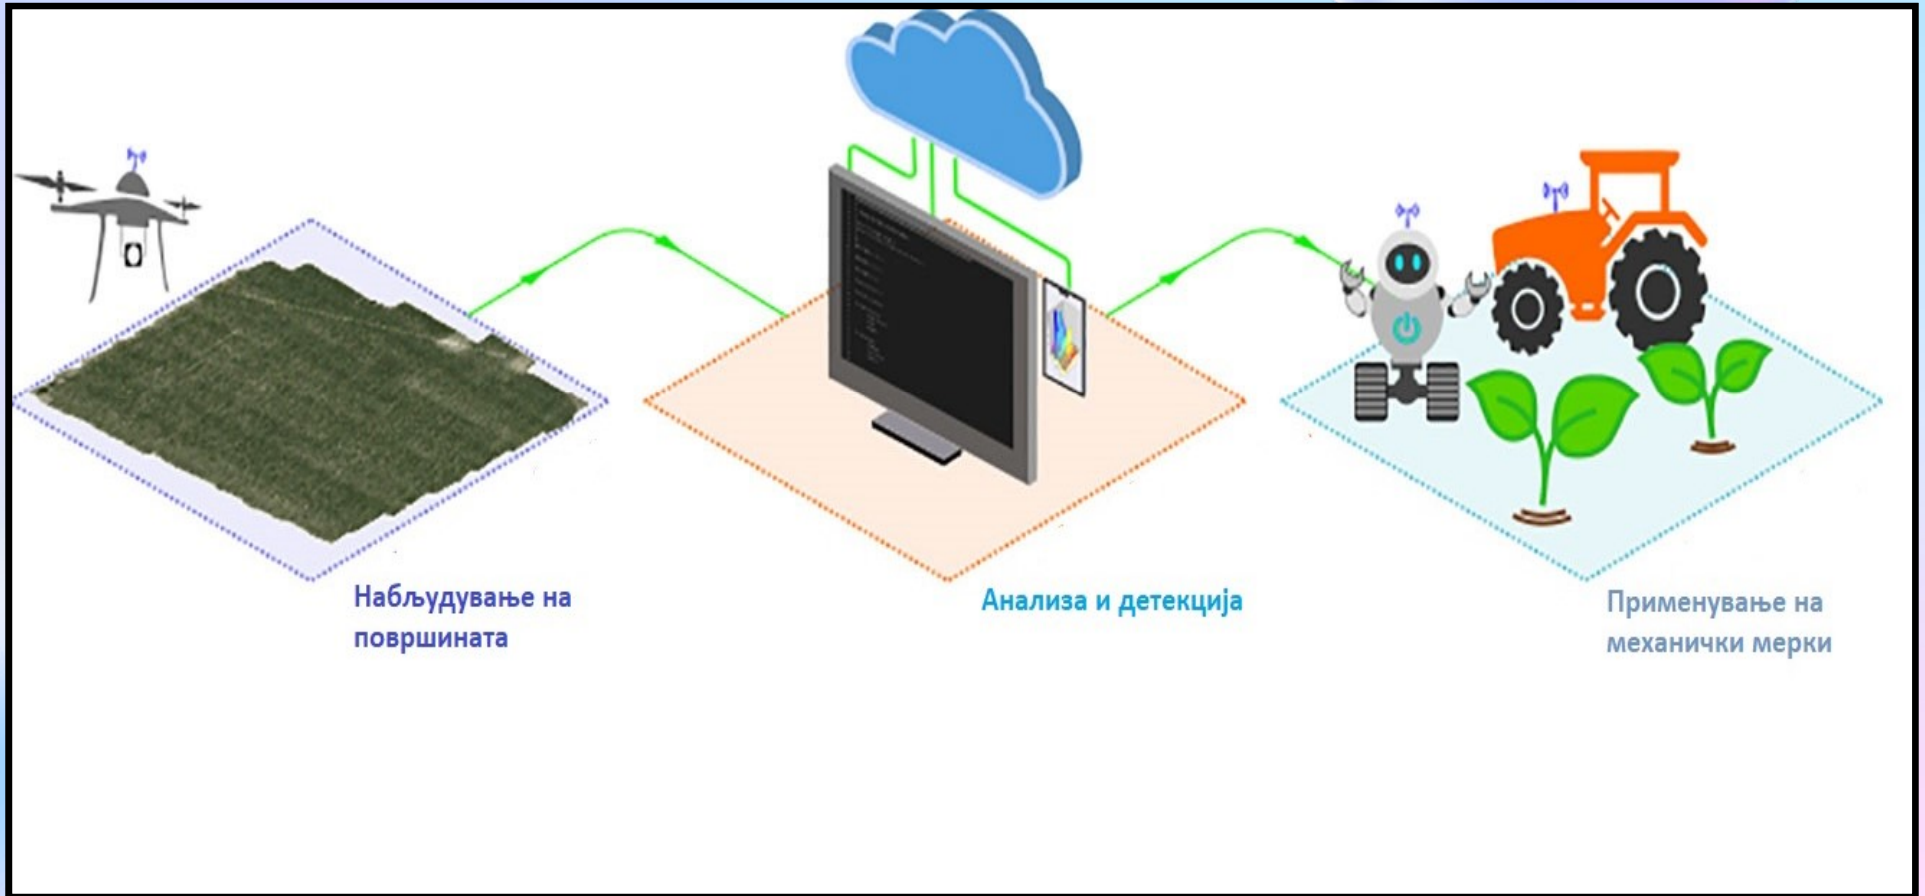 Набљудување на
површината
Анализа и детекција
Применување на
механички мерки